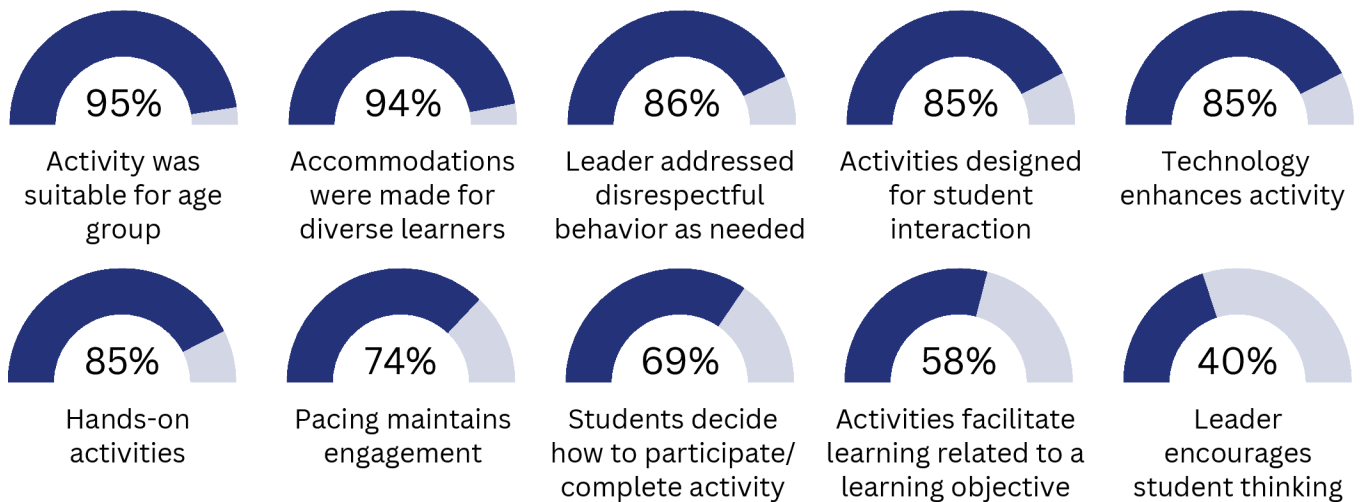 95%
Activity was
suitable for age
group
94%
Accommodations
were made for
diverse learners
86%
Leader addressed
disrespectful
behavior as needed
85%
Activities designed
for student
interaction
85%
Technology
enhances activity
85%
Hands-on
activities
74%
Pacing maintains
engagement
69%
Students decide
how to participate/
complete activity
58%
Activities facilitate
learning related to a
learning objective
40%
Leader
encourages
student thinking